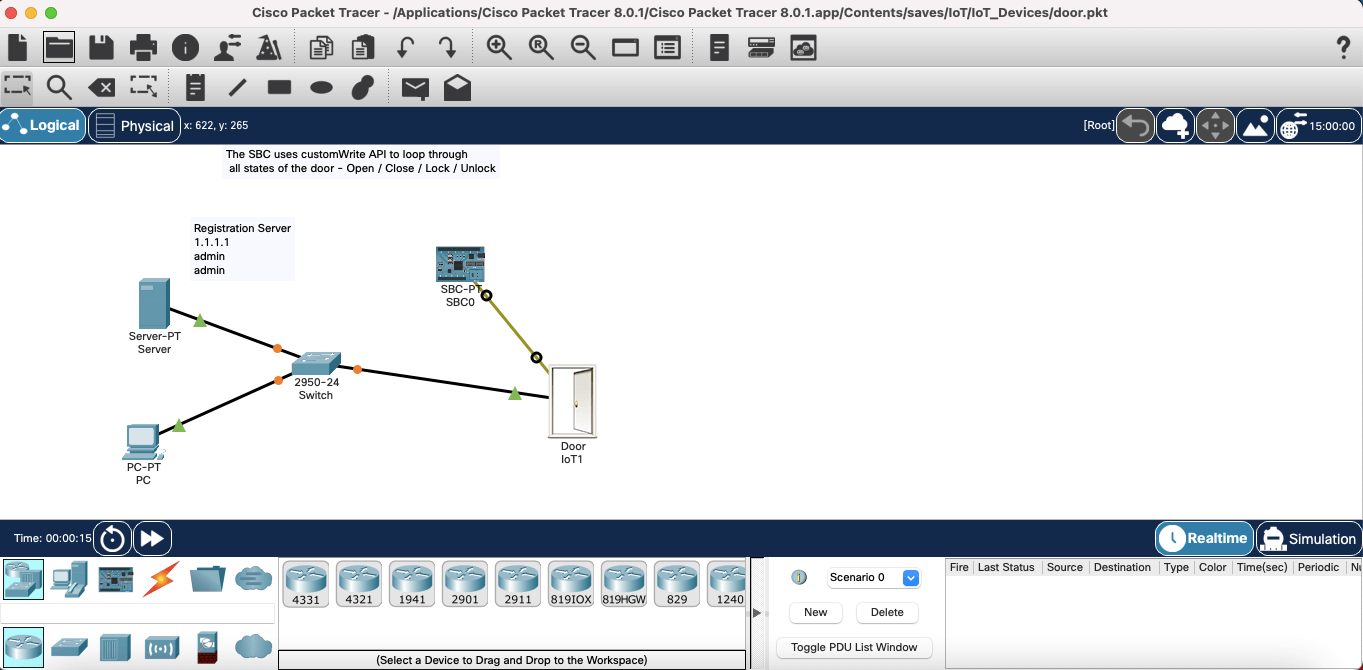 Cisco Packet Tracer - /Applications/Cisco Packet Tracer 8.0.1/Cisco Packet Tracer 8.0.1.app/Contents/saves/IoT/IoT_Devices/door.pkt
Logical
Physical
x: 622, y: 265
[Root]
15:00:00
The SBC uses customWrite API to loop through
all states of the door - Open / Close / Lock / Unlock
Registration Server
1.1.1.1
admin
admin
SBC-PT
SBC0
Server-PT
Server
2950-24
Switch
Door
IoT1
PC-PT
PC
Time: 00:00:15
Realtime
Simulation
4331
4321
1941
2901
2911
819IOX
819HGW
829
1240
(Select a Device to Drag and Drop to the Workspace)
Scenario 0
New
Delete
Toggle PDU List Window
Fire Last Status Source Destination Type Color Time(sec) Periodic